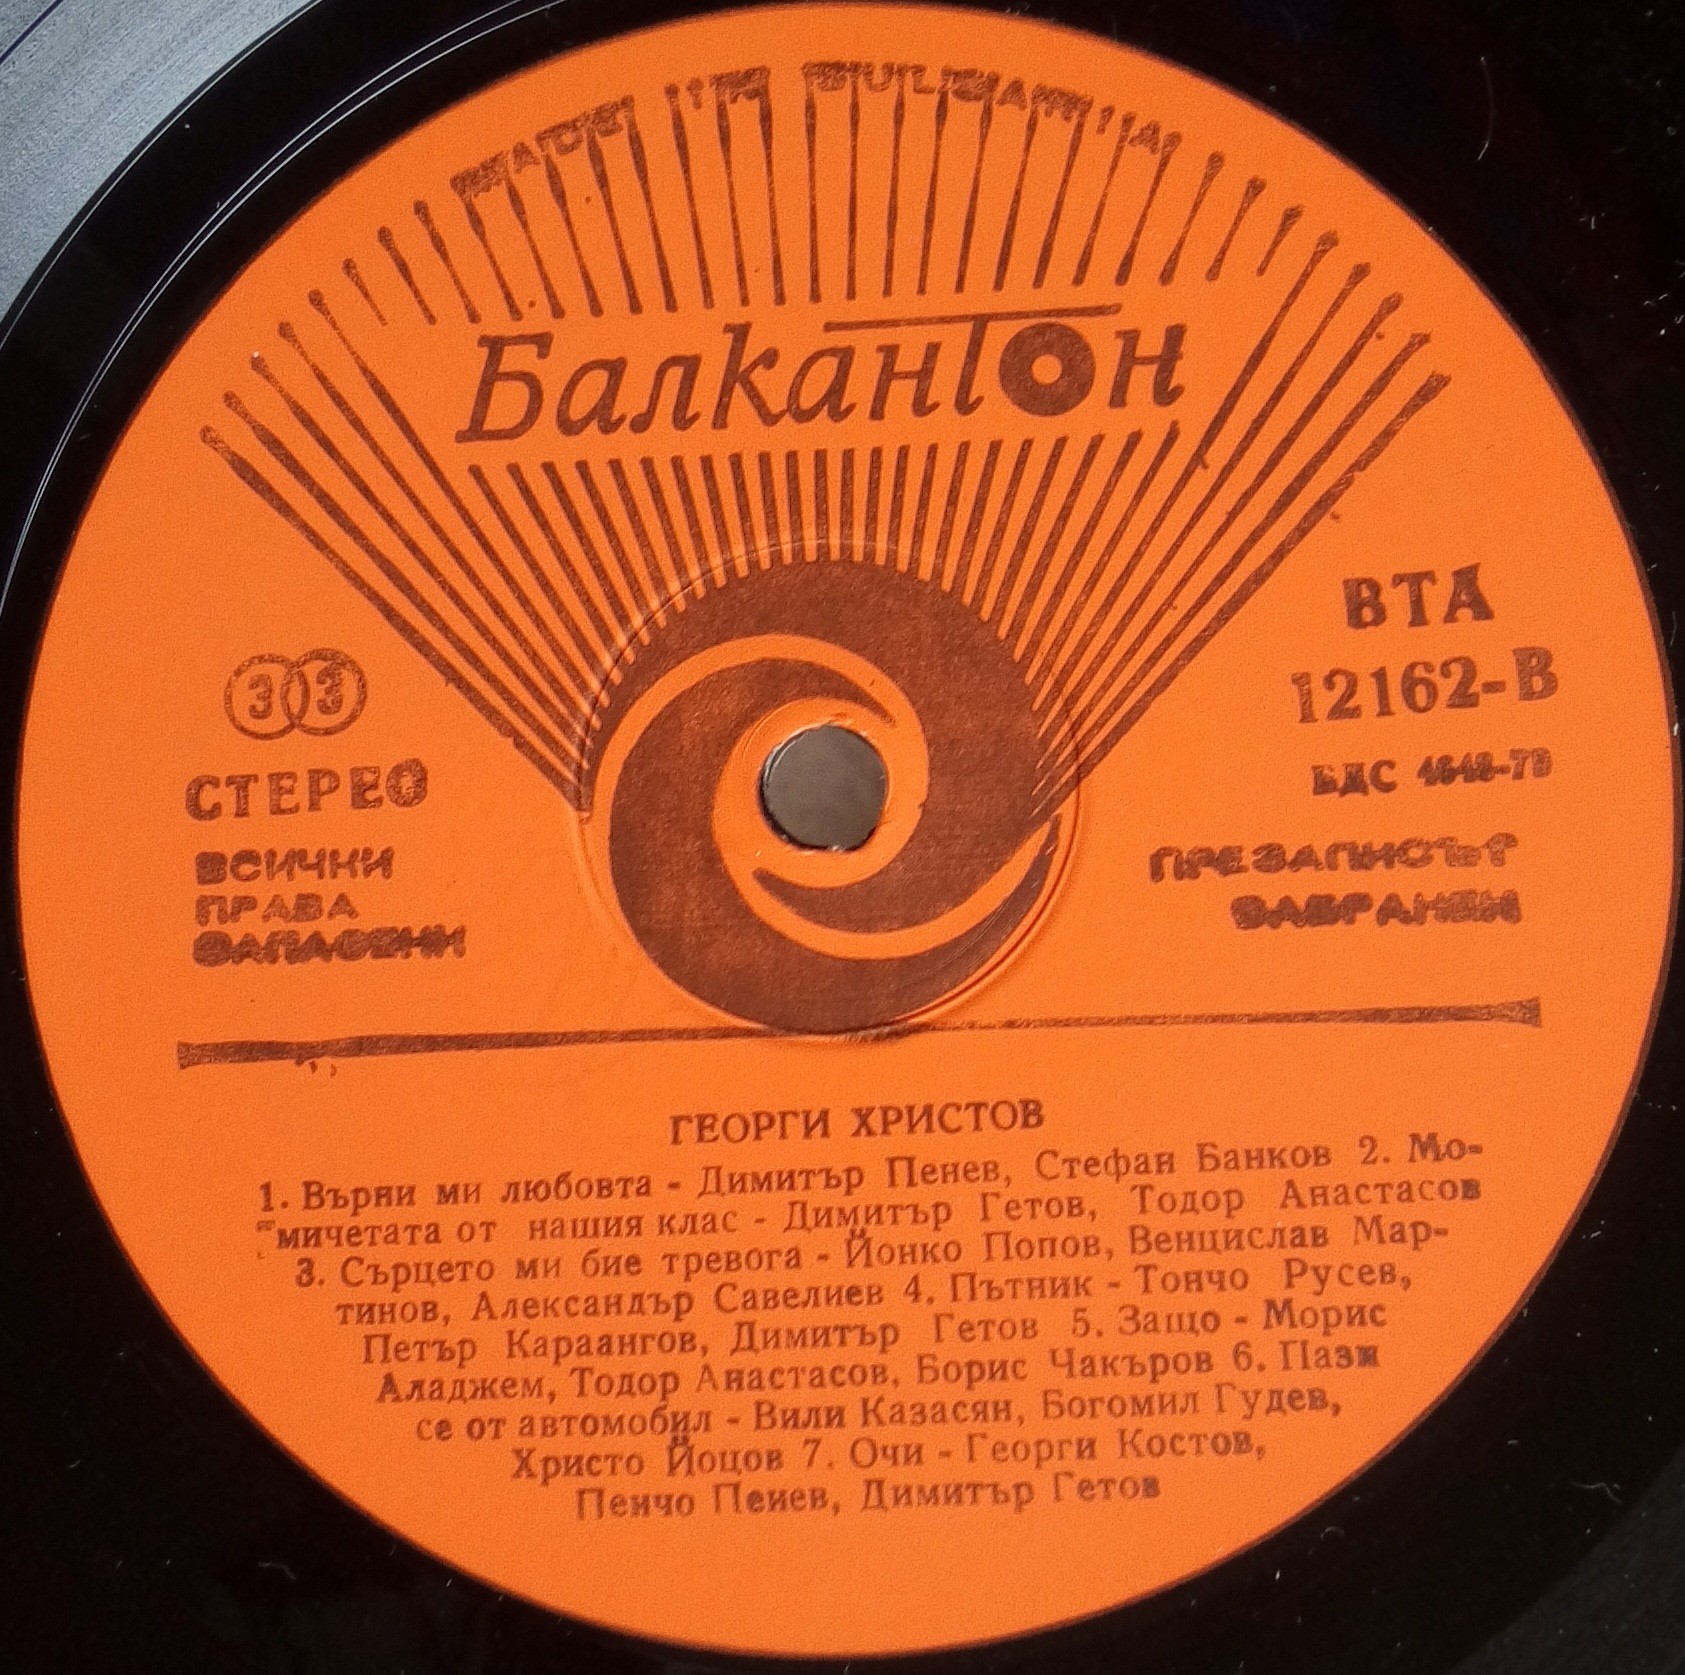 MADE IN BULGARIA
Балкантон
33
СТЕРЕО
ВСИЧКИ
ПРАВА
ЗАПАЗЕНИ
ВТА
12162-В
БДС
ПРЕЗАПИСЪТ
ЗАБРАНЕН
ГЕОРГИ ХРИСТОВ
1. Върни ми любовта - Димитър Пенев, Стефан Банков 2. Мо-
мичетата от нашия клас - Димитър Гетов, Тодор Анастасов
3. Сърцето ми бие тревога - Йонко Попов, Венцислав Мар-
тинов, Александър Савелиев 4. Пътник - Тончо Русев,
Петър Караангов, Димитър Гетов 5. Защо - Морис
Аладжем, Тодор Анастасов, Борис Чакъров 6. Пази
се от автомобил - Вили Казасян, Богомил Гудев,
Христо Йоцов 7. Очи - Георги Костов,
Пенчо Пенев, Димитър Гетов